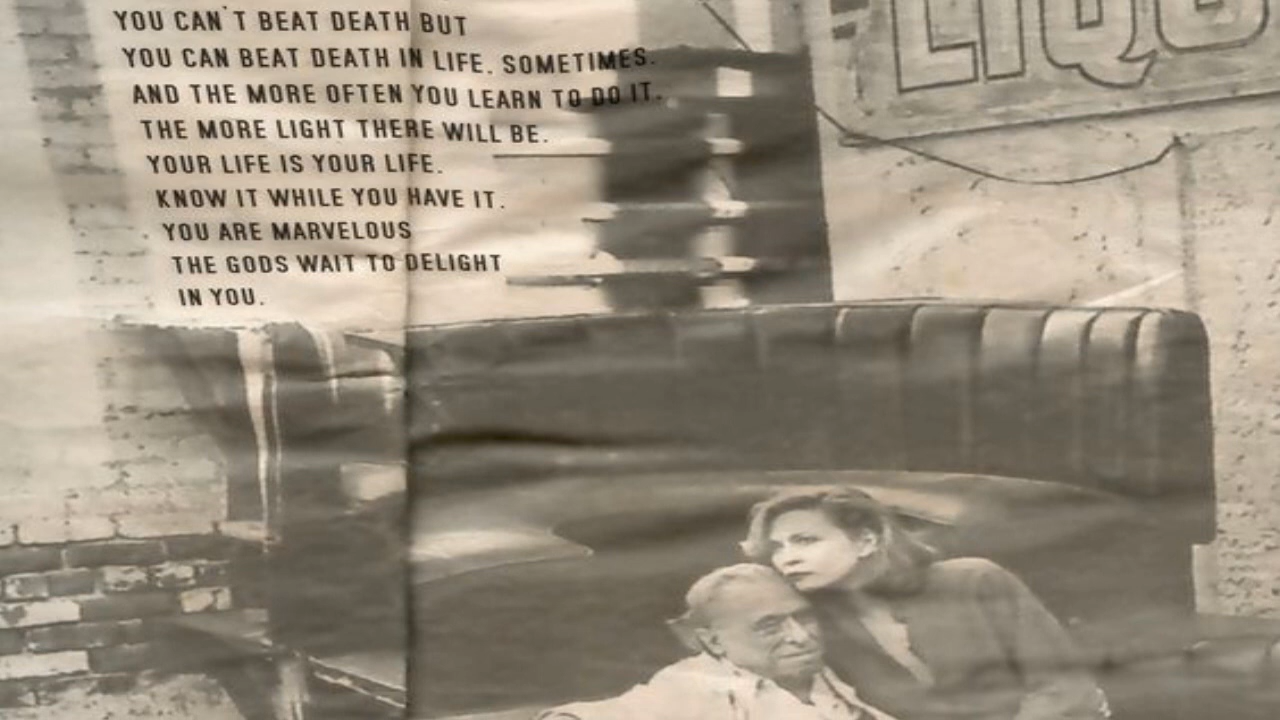 YOU CAN'T BEAT DEATH BUT
YOU CAN BEAT DEATH IN LIFE. SOMETIMES.
AND THE MORE OFTEN YOU LEARN TO DO IT.
THE MORE LIGHT THERE WILL BE.
YOUR LIFE IS YOUR LIFE.
KNOW IT WHILE YOU HAVE IT.
YOU ARE MARVELOUS
THE GODS WAIT TO DELIGHT
IN YOU.
LIQU